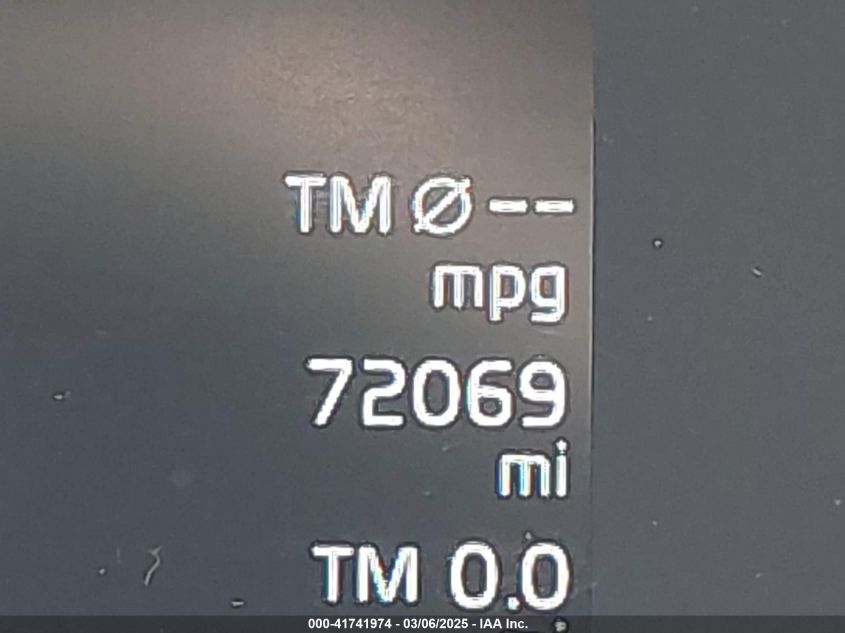 TM Ø--
mpg
72069
mi
TM 0.0
000-41741974 - 03/06/2025 - IAA Inc.